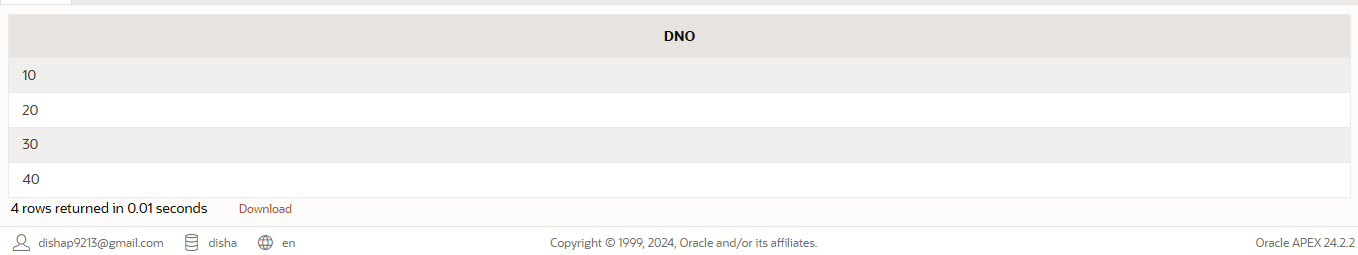 DNO
10
20
30
40
4 rows returned in 0.01 seconds Download
dishap9213@gmail.com disha en Copyright © 1999, 2024, Oracle and/or its affiliates. Oracle APEX 24.2.2